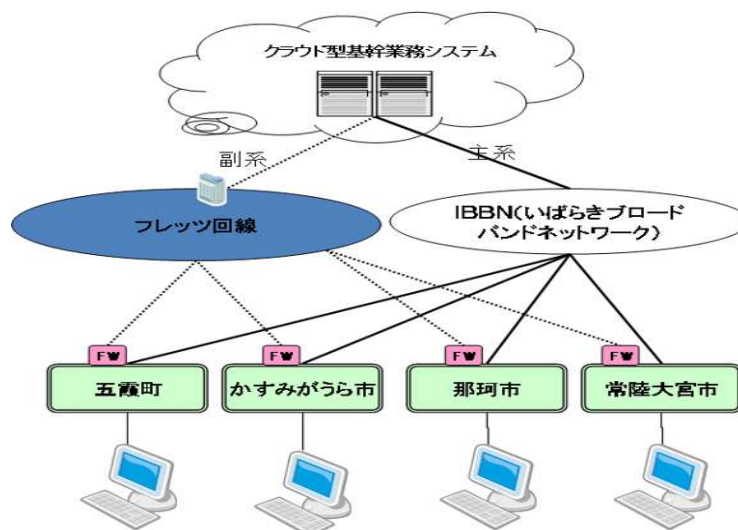 クラウド型基幹業務システム
副系
主系
フレッツ回線
IBBN(いばらきブロード
バンドネットワーク)
FW
FW
FW
FW
五霞町
かすみがうら市
那珂市
常陸大宮市